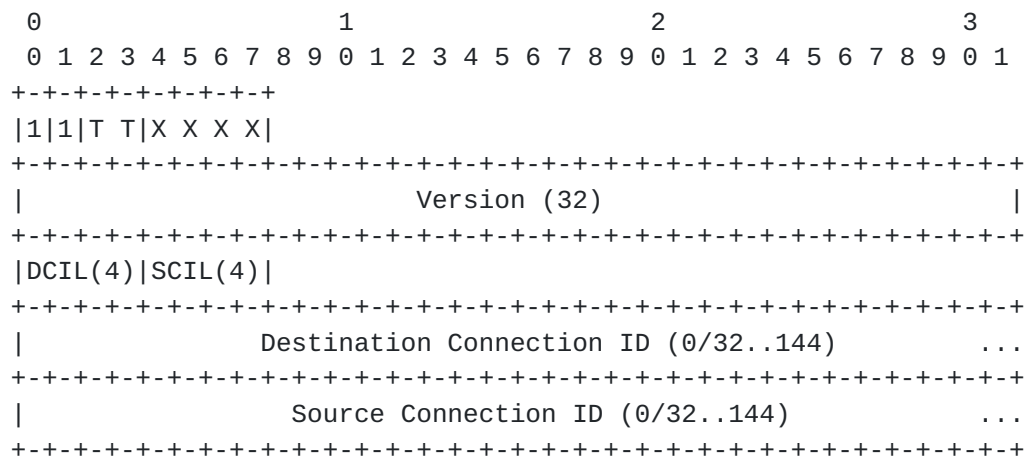 0                   1                   2                   3
 0 1 2 3 4 5 6 7 8 9 0 1 2 3 4 5 6 7 8 9 0 1 2 3 4 5 6 7 8 9 0 1
+-+-+-+-+-+-+-+-+
|1|1|T T|X X X X|
+-+-+-+-+-+-+-+-+-+-+-+-+-+-+-+-+-+-+-+-+-+-+-+-+-+-+-+-+-+-+-+-+
|                         Version (32)                          |
+-+-+-+-+-+-+-+-+-+-+-+-+-+-+-+-+-+-+-+-+-+-+-+-+-+-+-+-+-+-+-+-+
|DCIL(4)|SCIL(4)|
+-+-+-+-+-+-+-+-+-+-+-+-+-+-+-+-+-+-+-+-+-+-+-+-+-+-+-+-+-+-+-+-+
|               Destination Connection ID (0/32..144)         ...
+-+-+-+-+-+-+-+-+-+-+-+-+-+-+-+-+-+-+-+-+-+-+-+-+-+-+-+-+-+-+-+-+
|                 Source Connection ID (0/32..144)            ...
+-+-+-+-+-+-+-+-+-+-+-+-+-+-+-+-+-+-+-+-+-+-+-+-+-+-+-+-+-+-+-+-+